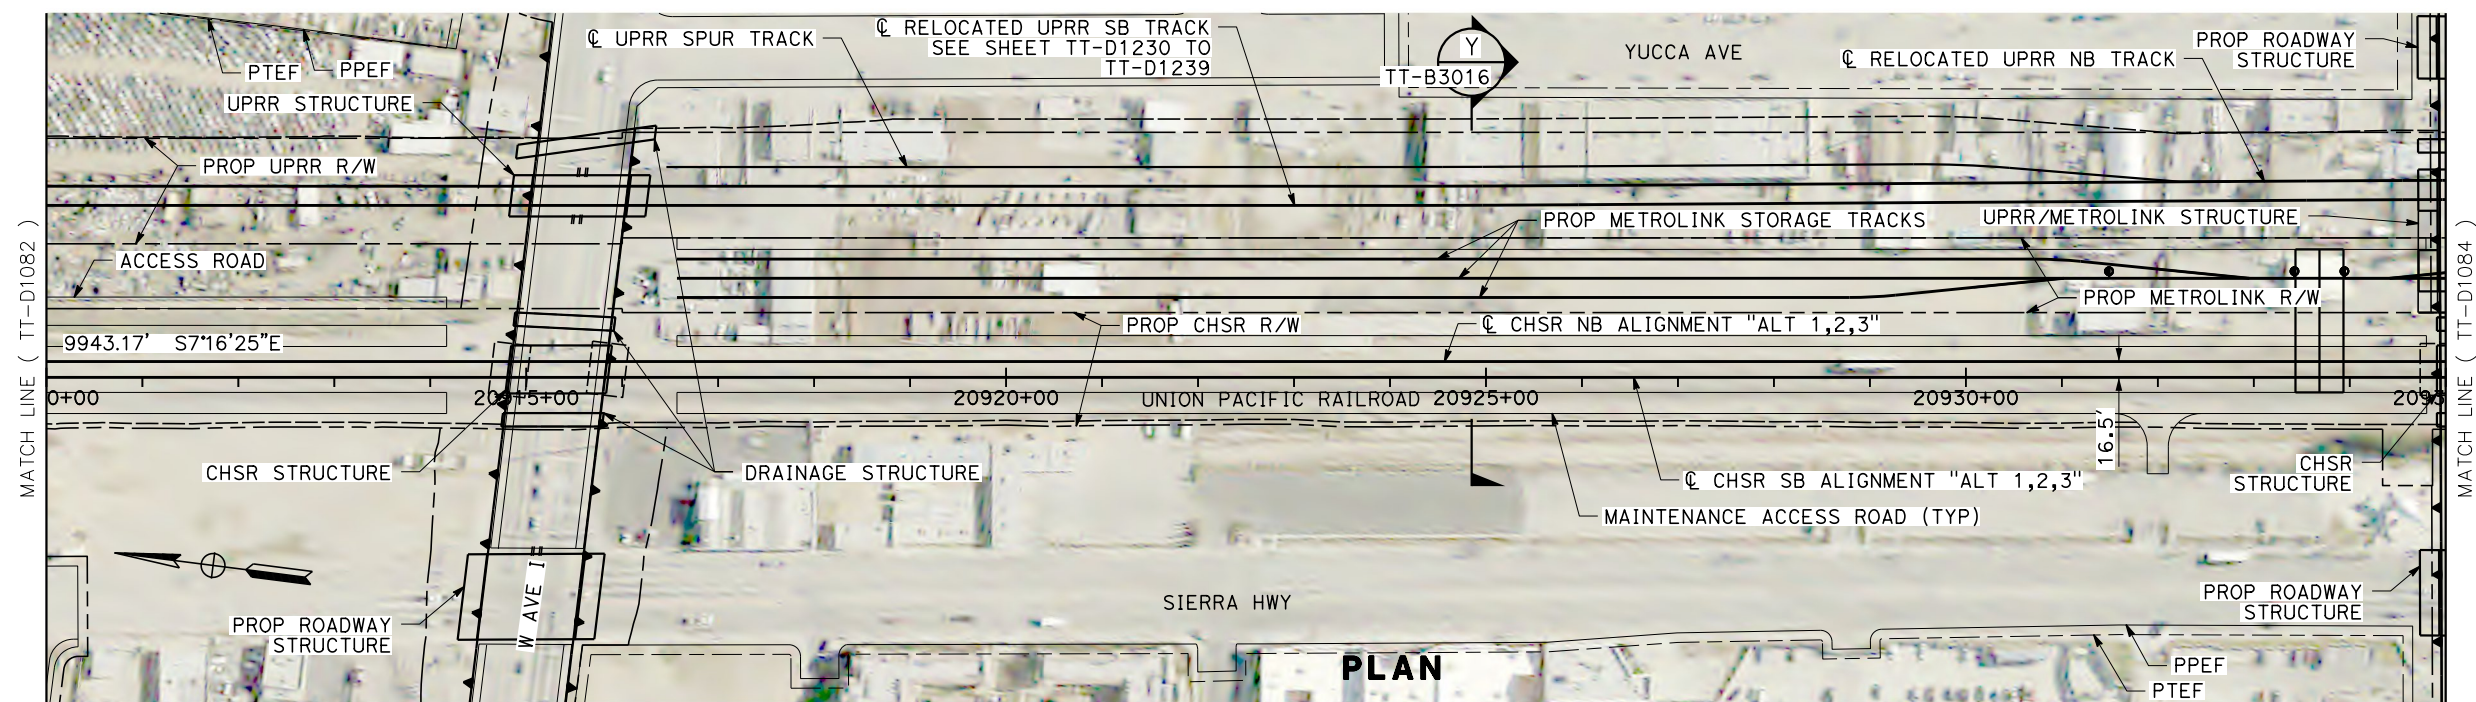 ℄ UPRR SPUR TRACK
℄ RELOCATED UPRR SB TRACK
SEE SHEET TT-D1230 TO
TT-D1239
Y
TT-B3016
YUCCA AVE
℄ RELOCATED UPRR NB TRACK
PROP ROADWAY
STRUCTURE
PTEF
PPEF
UPRR STRUCTURE
PROP UPRR R/W
ACCESS ROAD
PROP METROLINK STORAGE TRACKS
UPRR/METROLINK STRUCTURE
PROP METROLINK R/W
PROP CHSR R/W
℄ CHSR NB ALIGNMENT "ALT 1,2,3"
9943.17' S7°16'25"E
MATCH LINE ( TT-D1082 )
MATCH LINE ( TT-D1084 )
0+00
20915+00
20920+00
UNION PACIFIC RAILROAD
20925+00
20930+00
2093
16.5'
CHSR STRUCTURE
DRAINAGE STRUCTURE
℄ CHSR SB ALIGNMENT "ALT 1,2,3"
CHSR
STRUCTURE
MAINTENANCE ACCESS ROAD (TYP)
W AVE I
SIERRA HWY
PROP ROADWAY
STRUCTURE
PROP ROADWAY
STRUCTURE
PLAN
PPEF
PTEF